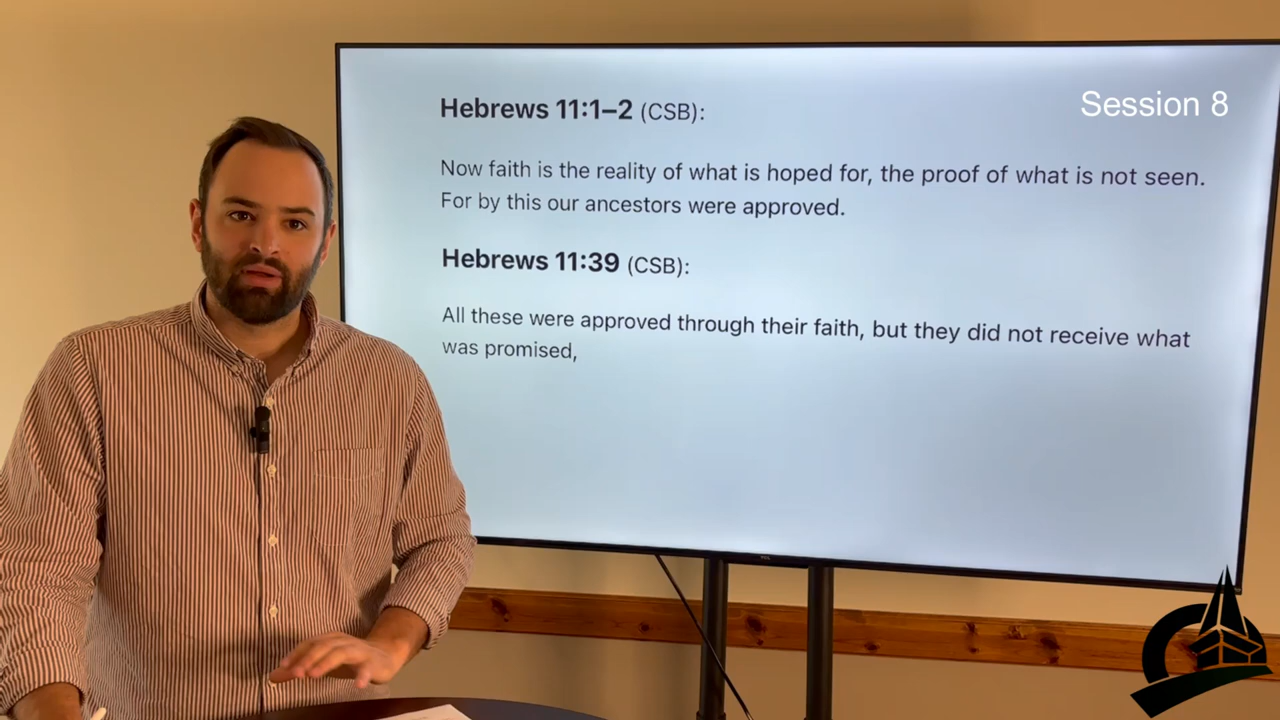 Session 8
Hebrews 11:1–2 (CSB):
Now faith is the reality of what is hoped for, the proof of what is not seen.
For by this our ancestors were approved.
Hebrews 11:39 (CSB):
All these were approved through their faith, but they did not receive what
was promised,
TCL